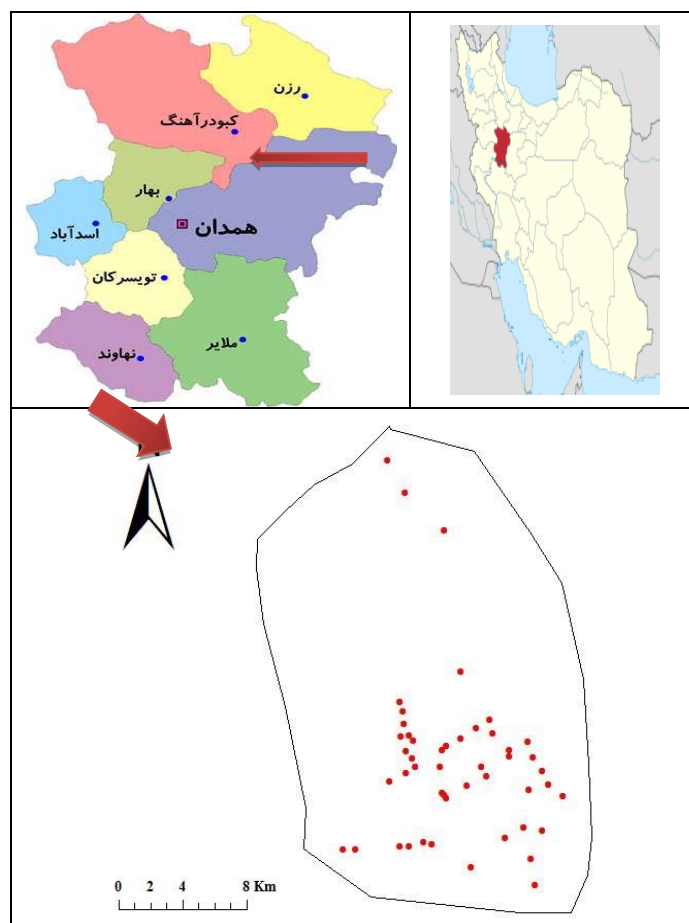 رزن
کبودرآهنگ
بهار
همدان
اسدآباد
تویسرکان
ملایر
نهاوند
0 2 4 8 Km